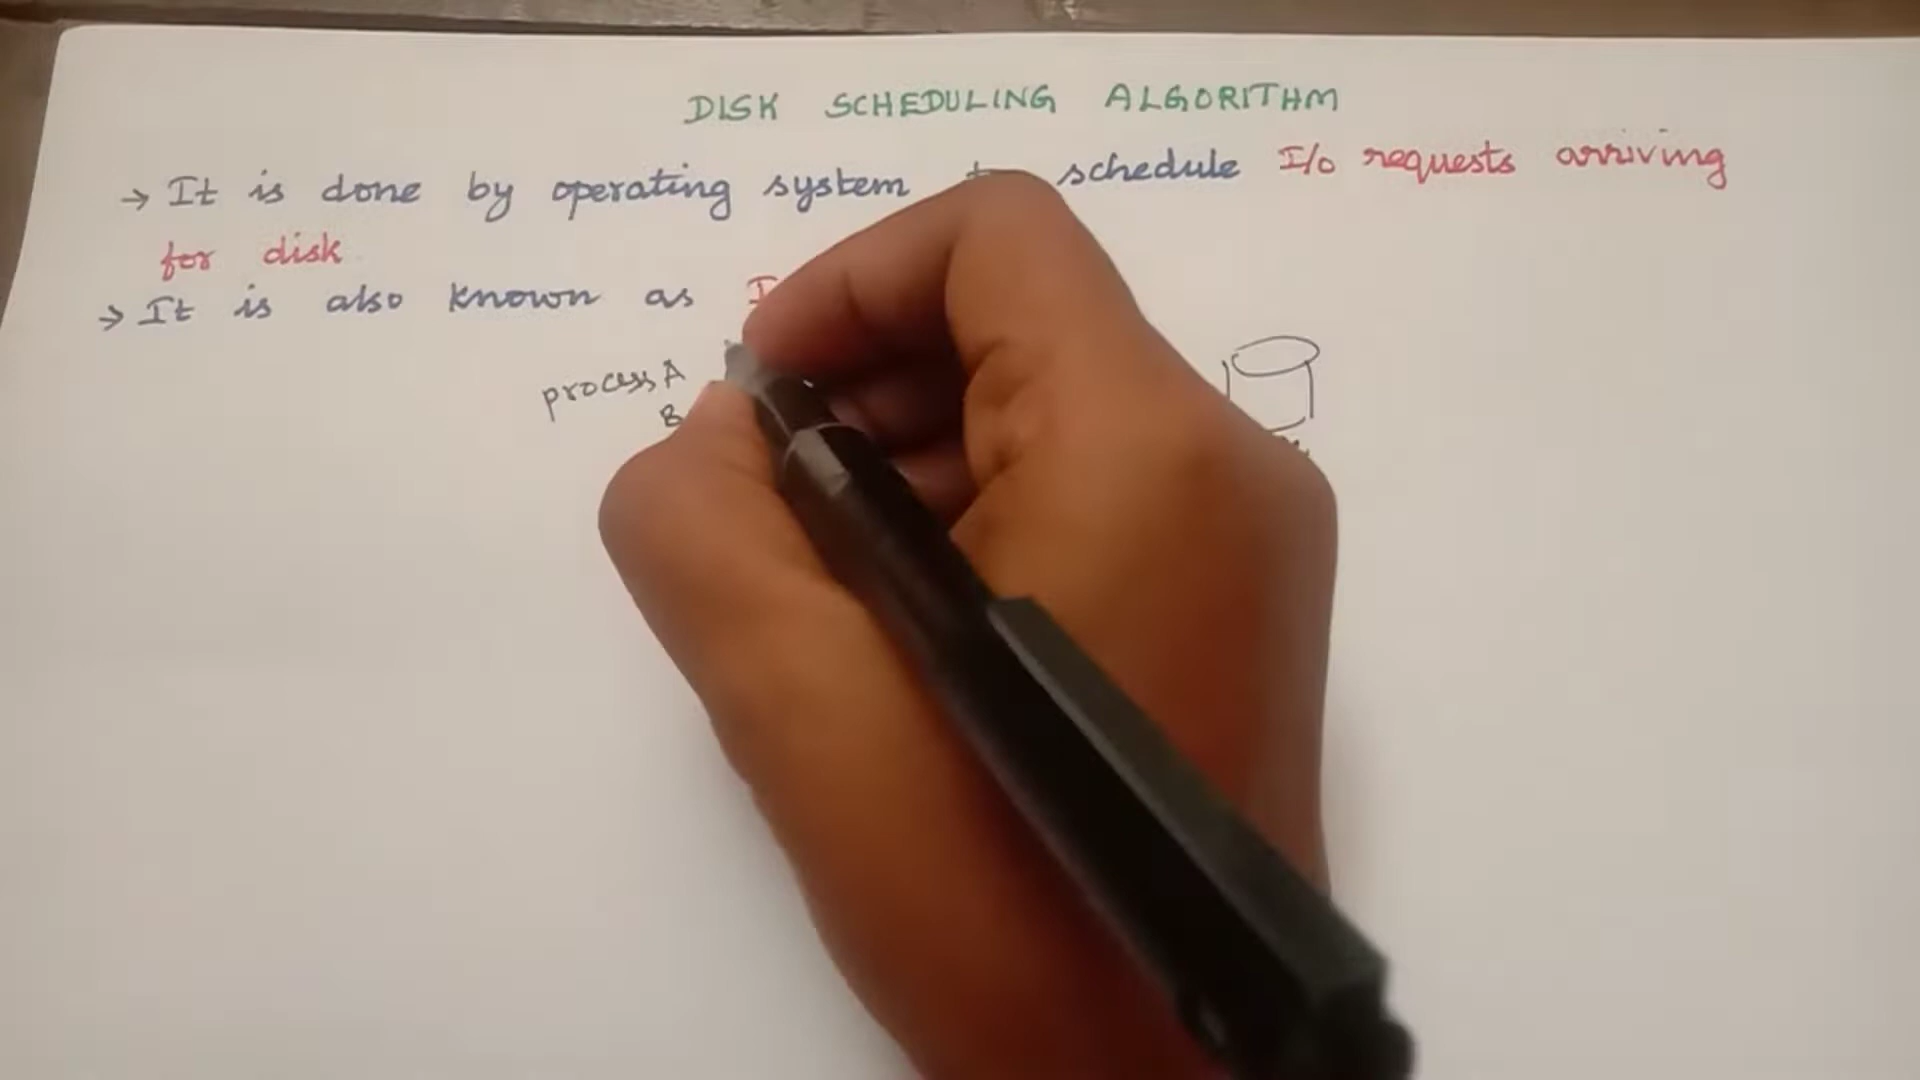 DISK SCHEDULING ALGORITHM
→ It is done by operating system schedule I/o requests arriving
for disk
→ It is also known as I
process A
B